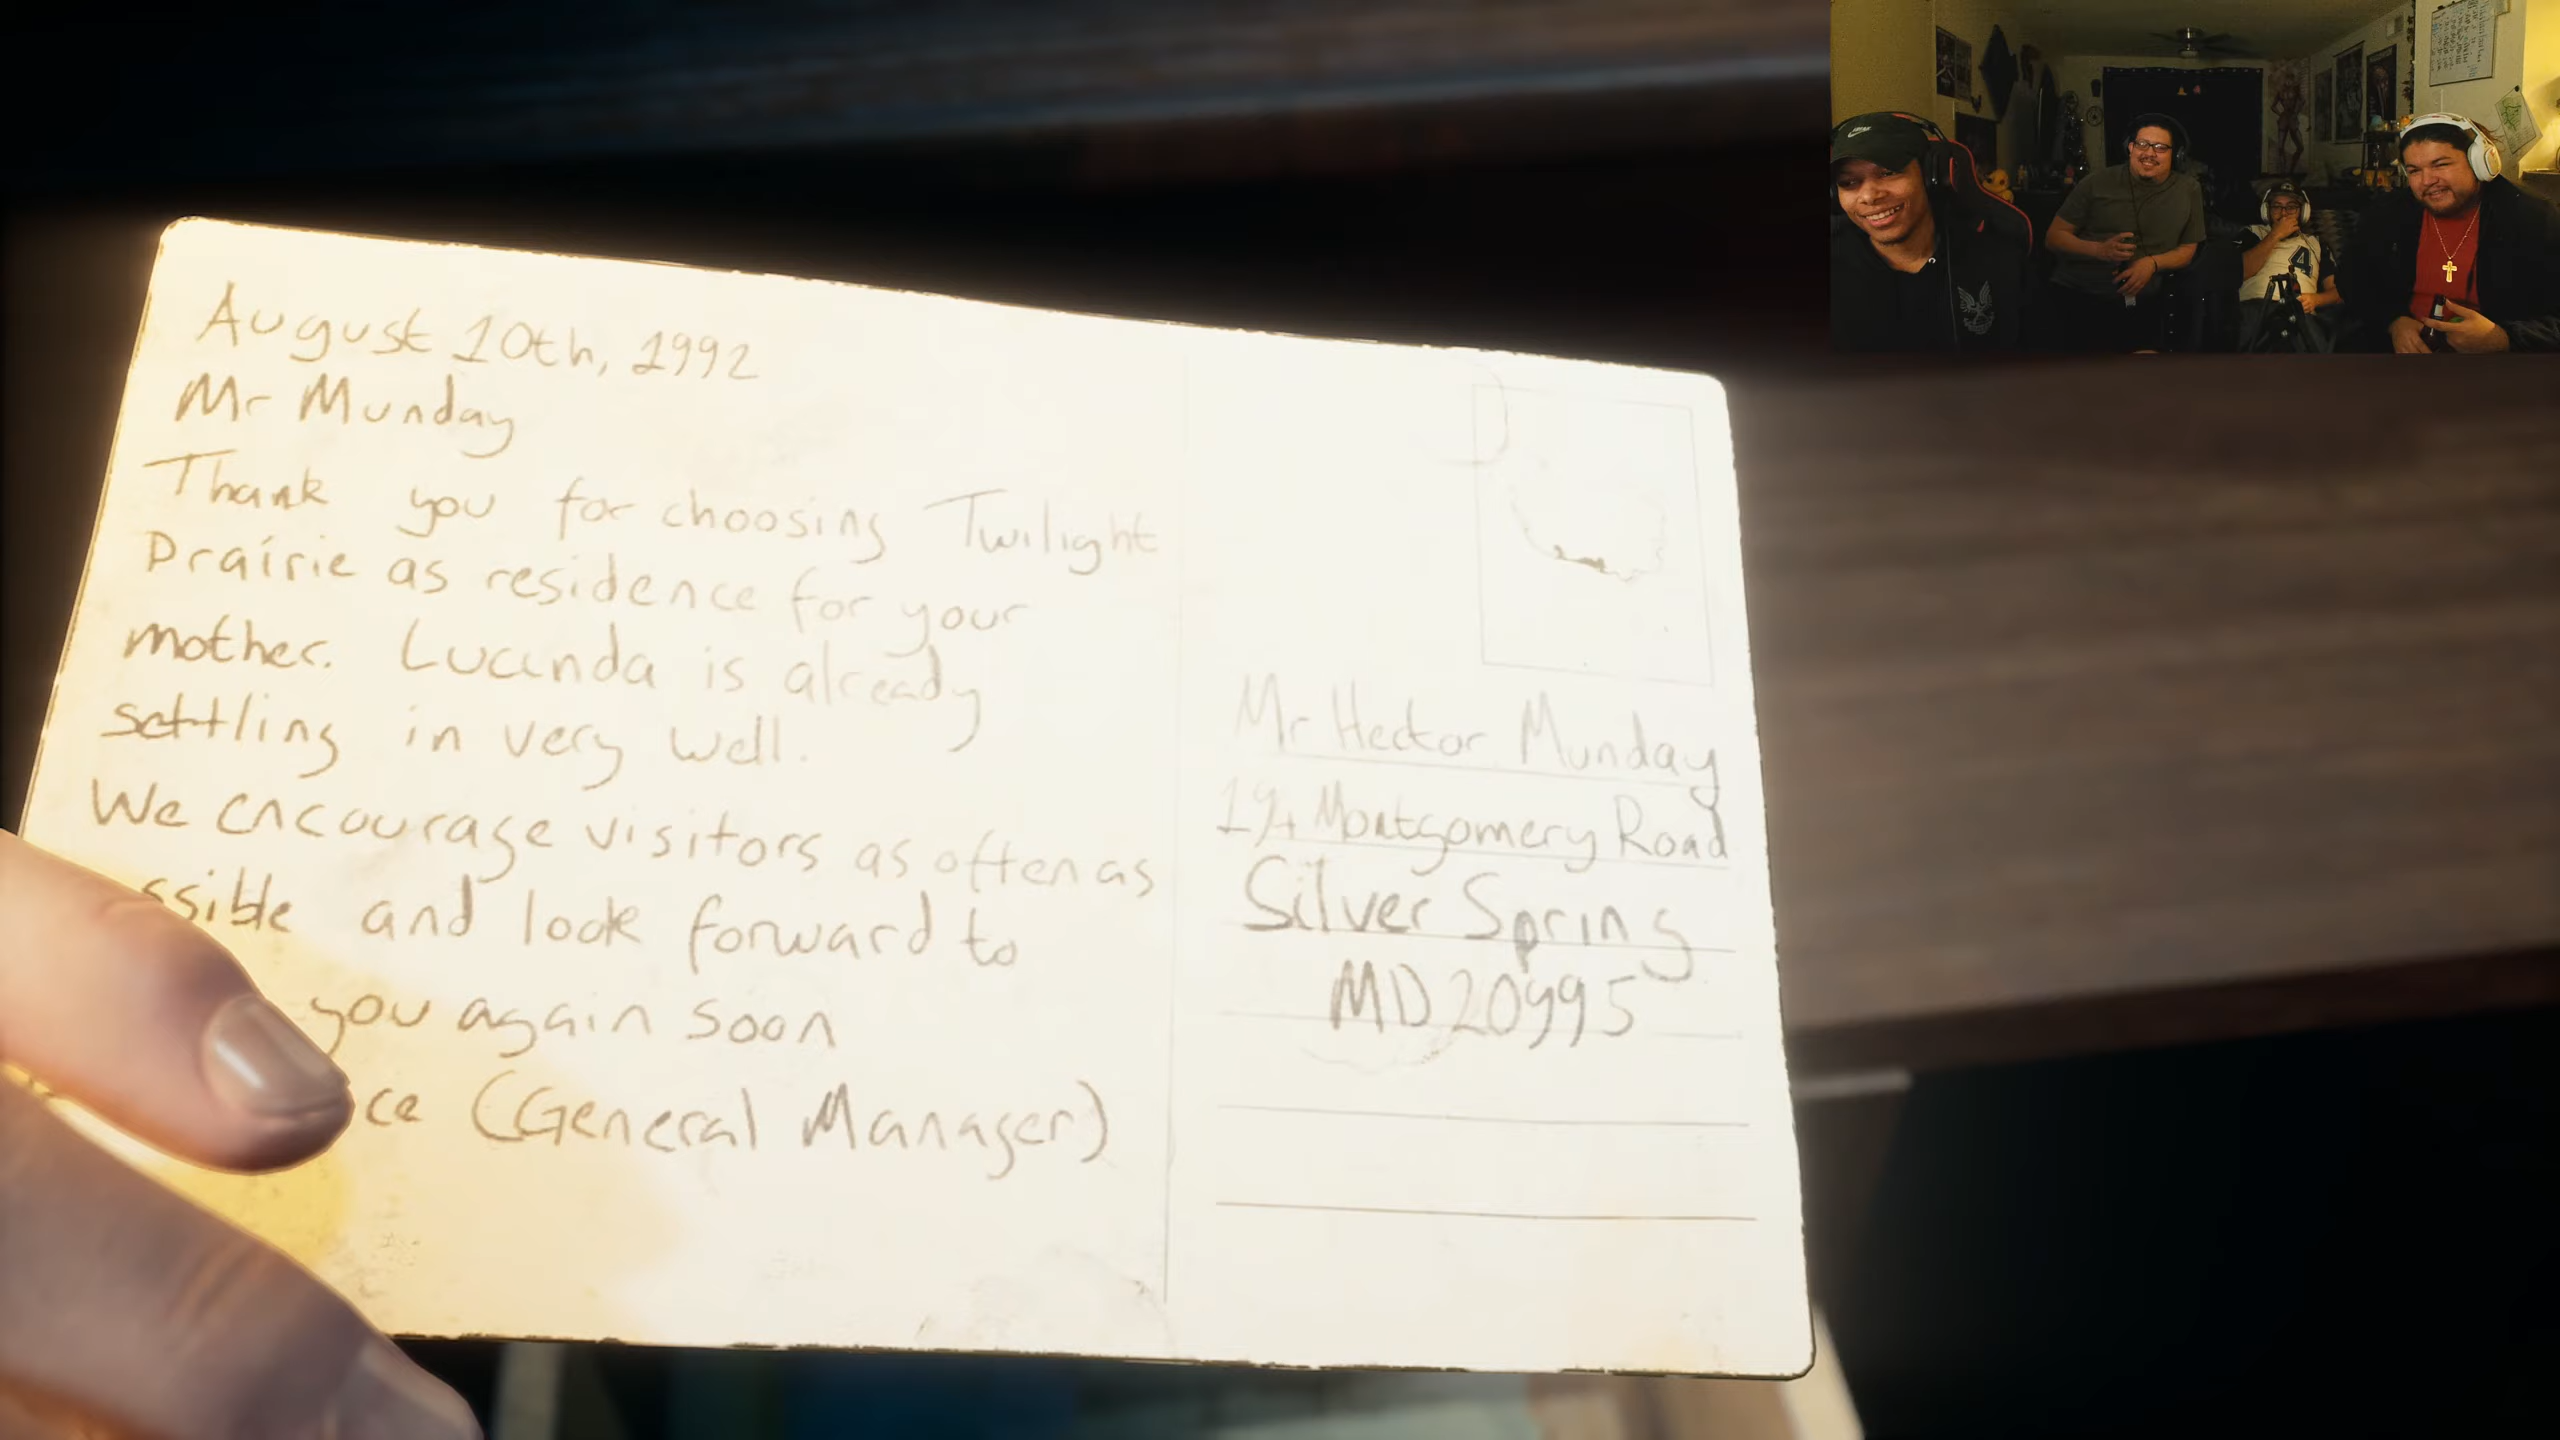 August 10th, 1992
Mr Munday
Thank you for choosing Twilight
Prairie as residence for your
mother. Lucinda is already
settling in very well.
We encourage visitors as often as
ssible and look forward to
you again soon
ce (General Manager)
Mr Hector Munday
Montgomery Road
Silver Spring
MD 20995
4